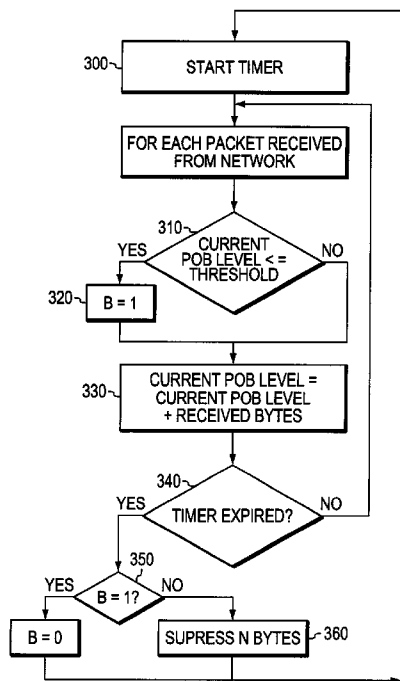 300
START TIMER
FOR EACH PACKET RECEIVED
FROM NETWORK
310
YES
CURRENT
POB LEVEL < =
THRESHOLD
NO
320
B = 1
330
CURRENT POB LEVEL =
CURRENT POB LEVEL
+ RECEIVED BYTES
340
YES
TIMER EXPIRED?
NO
350
YES
B = 1?
NO
B = 0
SUPRESS N BYTES
360